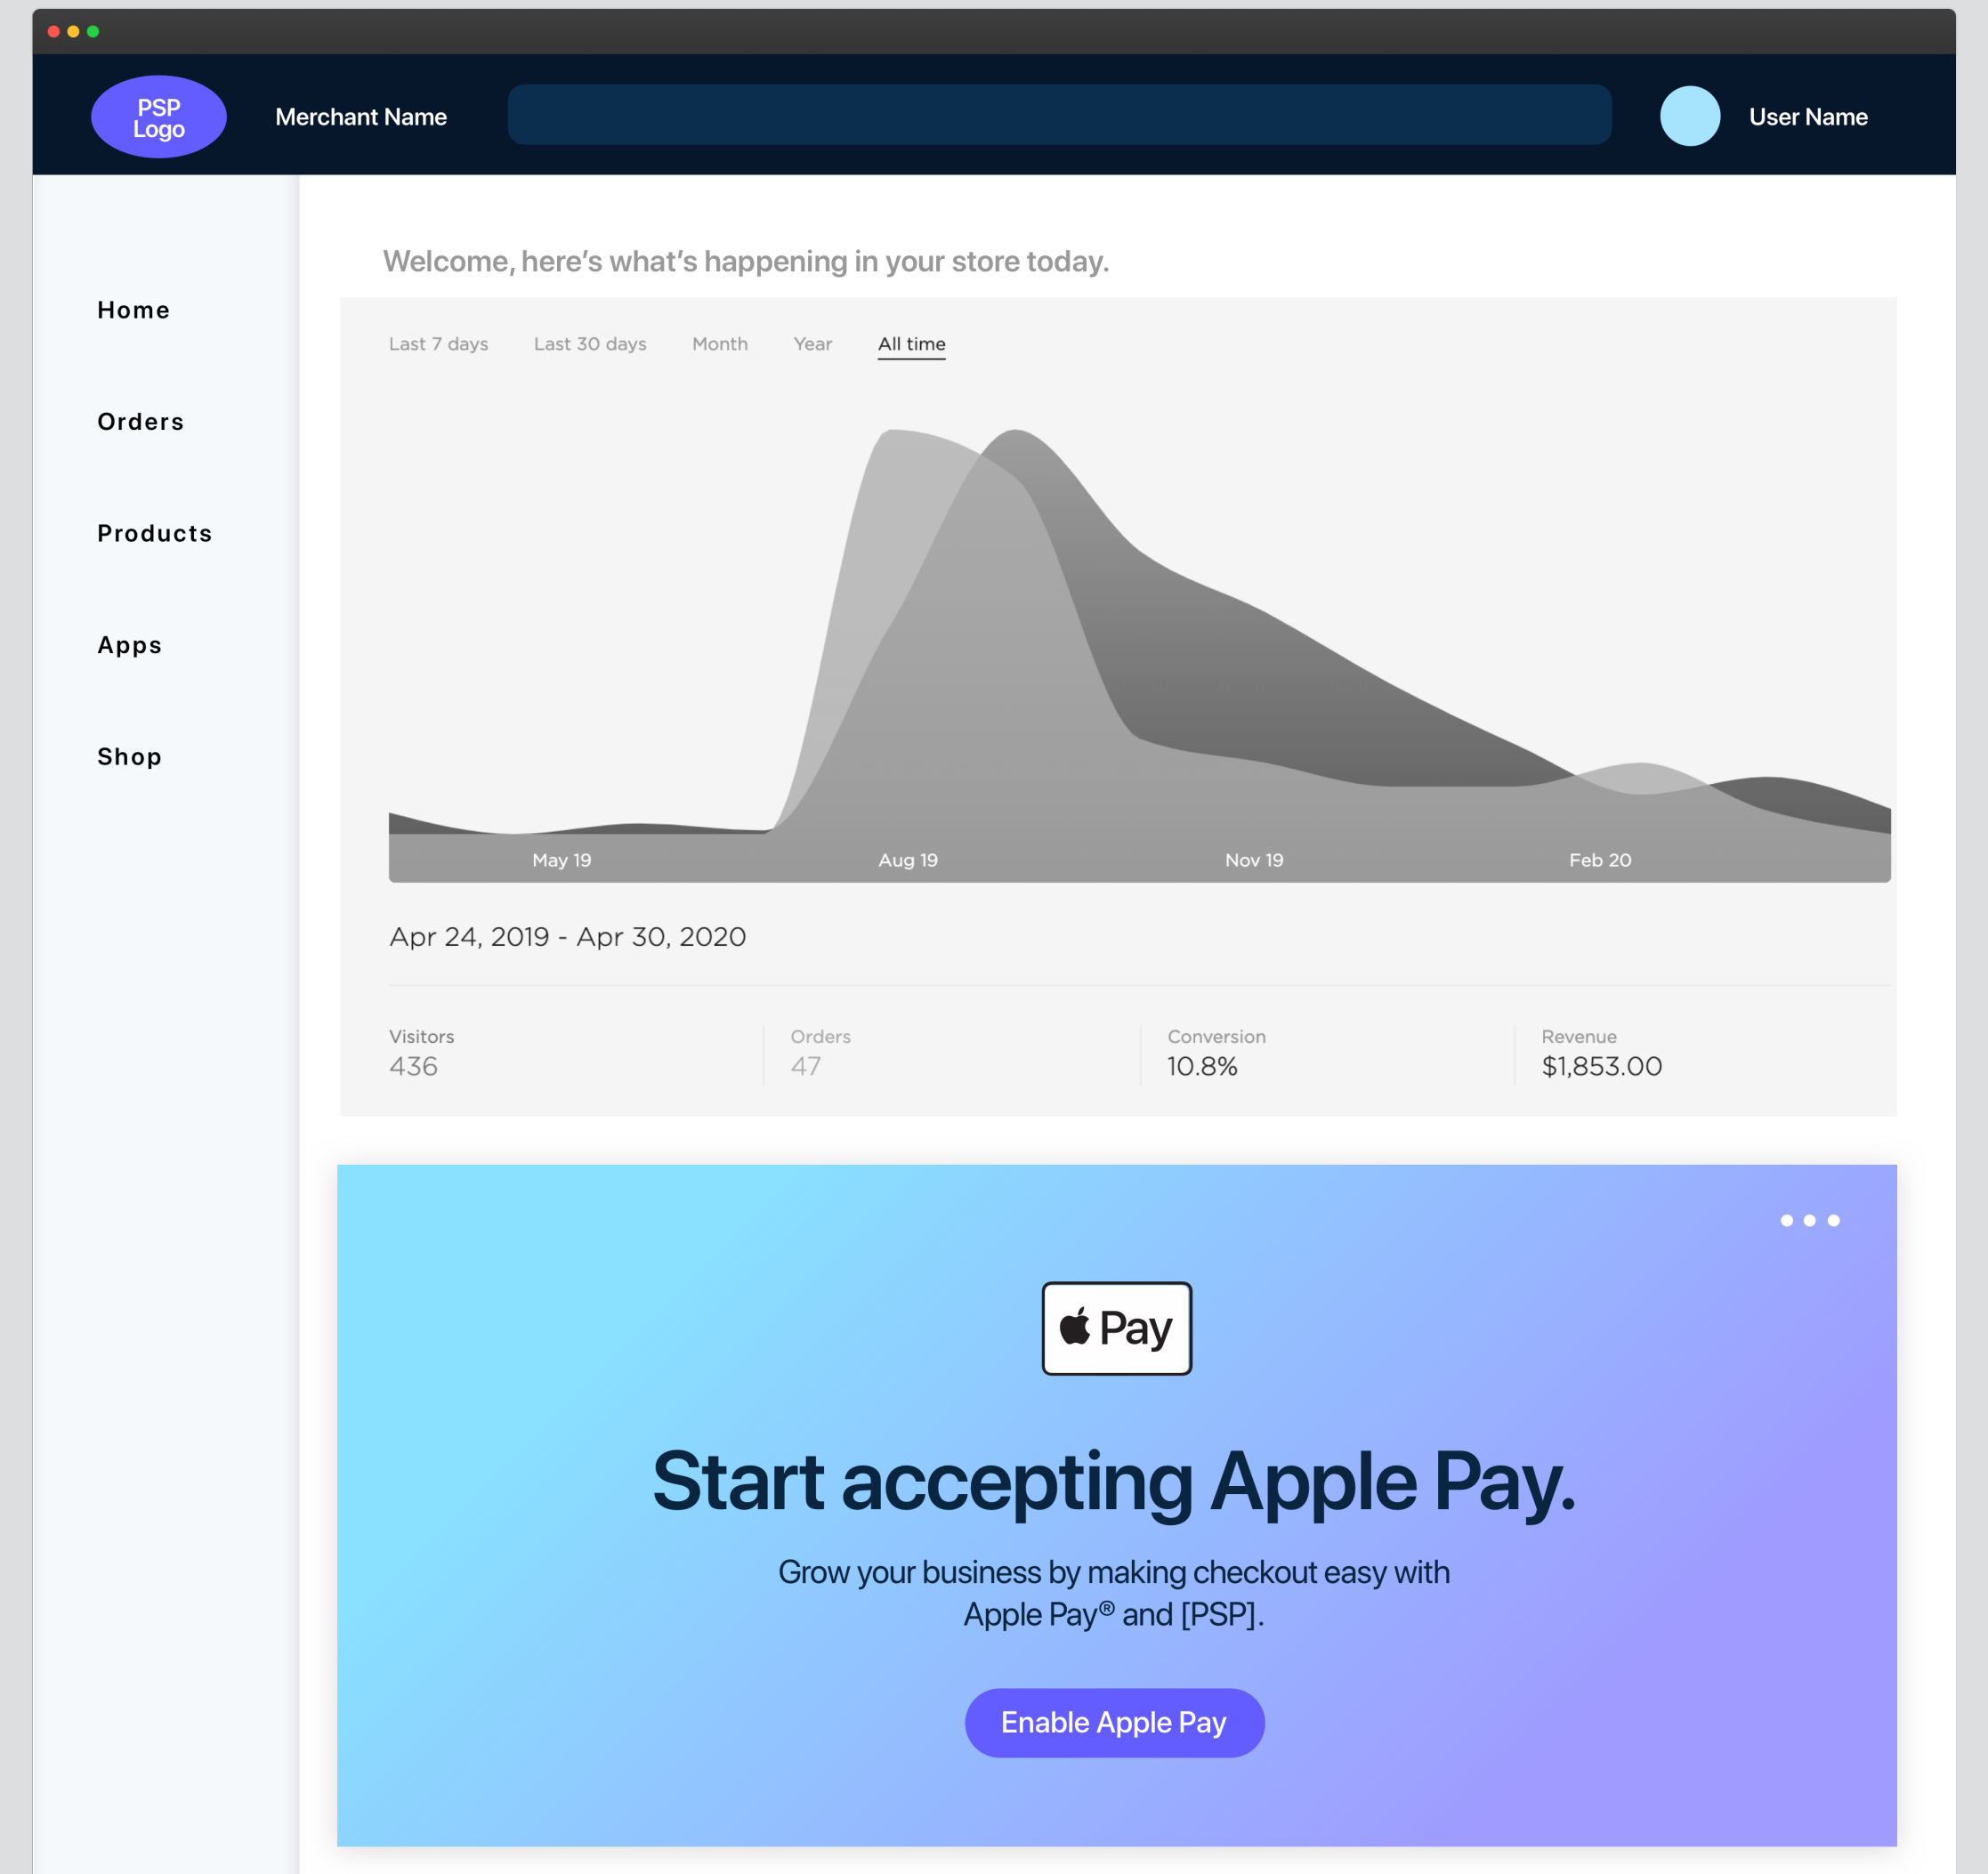 PSP
Logo
Merchant Name
User Name
Home
Orders
Products
Apps
Shop
Welcome, here’s what’s happening in your store today.
Last 7 days Last 30 days Month Year All time
May 19 Aug 19 Nov 19 Feb 20
Apr 24, 2019 - Apr 30, 2020
Visitors Orders Conversion Revenue
436 47 10.8% $1,853.00
Pay
Start accepting Apple Pay.
Grow your business by making checkout easy with
Apple Pay® and [PSP].
Enable Apple Pay